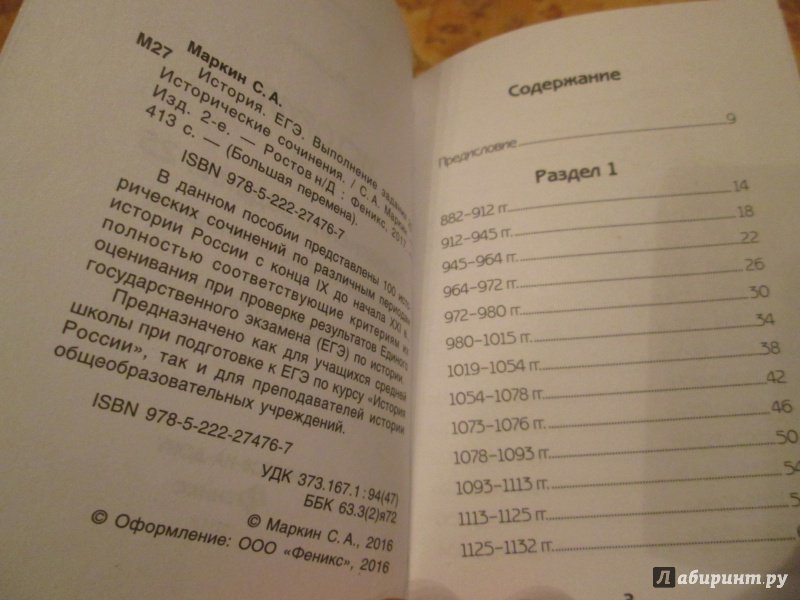 М27
Маркин С. А.
История. ЕГЭ. Выполнение задания
Исторические сочинения. / С. А. Маркин
Изд. 2-е. — Ростов н/Д : Феникс, 2017. —
413 с. — (Большая перемена).
ISBN 978-5-222-27476-7
В данном пособии представлены 100 исто-
рических сочинений по различным периодам
истории России с конца IX до начала XXI в.,
полностью соответствующие критериям их
оценивания при проверке результатов Единого
государственного экзамена (ЕГЭ) по истории.
Предназначено как для учащихся средней
школы при подготовке к ЕГЭ по курсу «История
России», так и для преподавателей истории
общеобразовательных учреждений.
ISBN 978-5-222-27476-7
УДК 373.167.1:94(47)
ББК 63.3(2)я72
© Маркин С. А., 2016
© Оформление: ООО «Феникс», 2016
Содержание
Предисловие 9
Раздел 1
882–912 гг. 14
912–945 гг. 18
945–964 гг. 22
964–972 гг. 26
972–980 гг. 30
980–1015 гг. 34
1019–1054 гг. 38
1054–1078 гг. 42
1073–1076 гг. 46
1078–1093 гг. 50
1093–1113 гг. 54
1113–1125 гг.
1125–1132 гг.
3
Лабиринт.ру